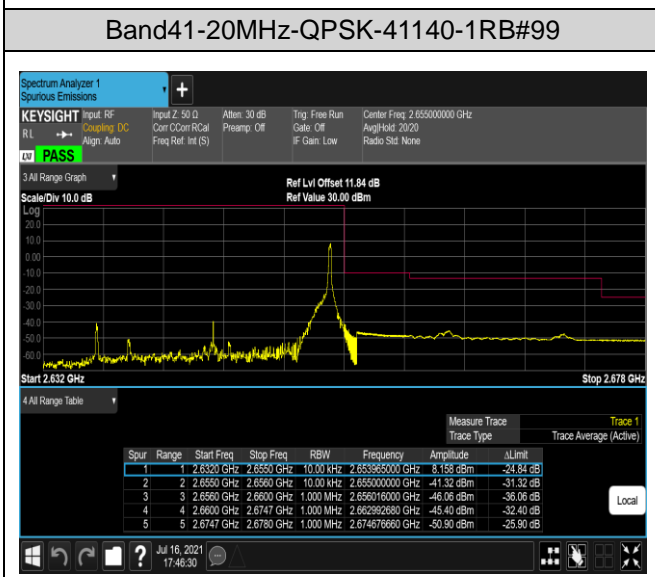 Band41-20MHz-QPSK-41140-1RB#99
Spectrum Analyzer 1
Spurious Emissions
+
KEYSIGHT Input: RF Input Z: 50 Ω Atten: 30 dB Trig: Free Run Center Freq: 2.655000000 GHz
RL Coupling: DC Corr CCorr RCal Preamp: Off Gate: Off Avg|Hold: 20/20
Align: Auto Freq Ref: Int (S) IF Gain: Low Radio Std: None
LXI PASS
3 All Range Graph
Ref Lvl Offset 11.84 dB
Scale/Div 10.0 dB Ref Value 30.00 dBm
Log
20.0
10.0
0.00
-10.0
-20.0
-30.0
-40.0
-50.0
-60.0
Start 2.632 GHz Stop 2.678 GHz
4 All Range Table
Measure Trace Trace 1
Trace Type Trace Average (Active)
Spur Range Start Freq Stop Freq RBW Frequency Amplitude ΔLimit
1 1 2.6320 GHz 2.6550 GHz 10.00 kHz 2.653965000 GHz 8.158 dBm -24.84 dB
2 2 2.6550 GHz 2.6560 GHz 10.00 kHz 2.655000000 GHz -41.32 dBm -31.32 dB
3 3 2.6560 GHz 2.6600 GHz 1.000 MHz 2.656016000 GHz -46.06 dBm -36.06 dB
4 4 2.6600 GHz 2.6747 GHz 1.000 MHz 2.662992680 GHz -45.40 dBm -32.40 dB
5 5 2.6747 GHz 2.6780 GHz 1.000 MHz 2.674676660 GHz -50.90 dBm -25.90 dB
Local
? Jul 16, 2021
17:46:30